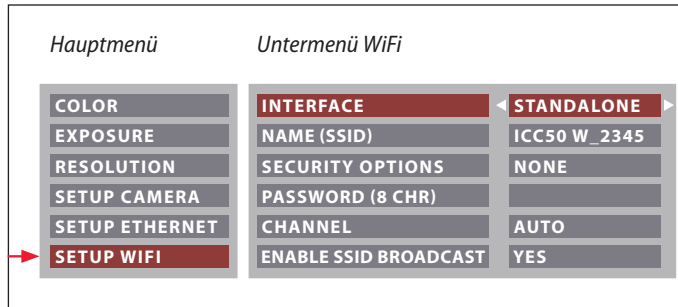 Hauptmenü
COLOR
EXPOSURE
RESOLUTION
SETUP CAMERA
SETUP ETHERNET
SETUP WIFI
Untermenü WiFi
INTERFACE STANDALONE
NAME (SSID) ICC50 W_2345
SECURITY OPTIONS NONE
PASSWORD (8 CHR)
CHANNEL AUTO
ENABLE SSID BROADCAST YES